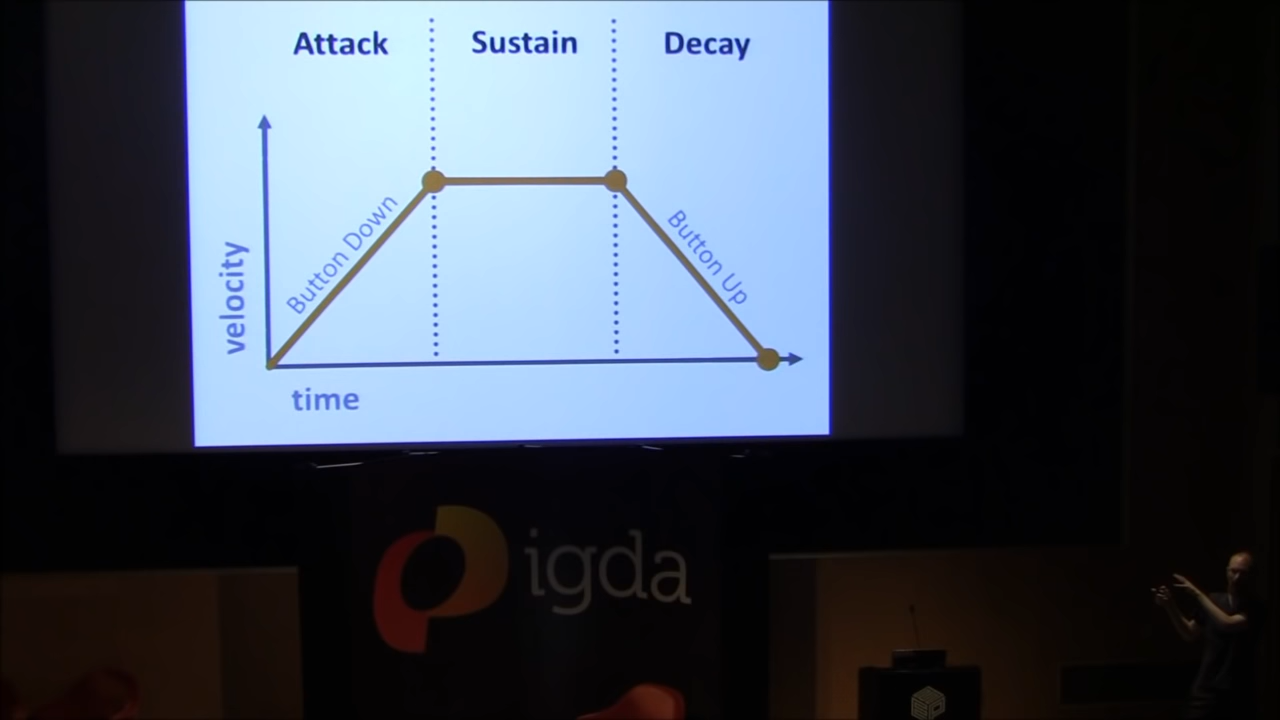 Attack
Sustain
Decay
Button Down
Button Up
velocity
time
igda